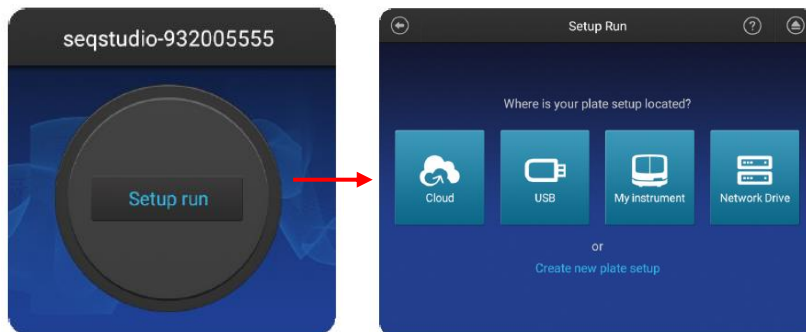 seqstudio-932005555
Setup run
Setup Run
?
Where is your plate setup located?
Cloud
USB
My instrument
Network Drive
or
Create new plate setup